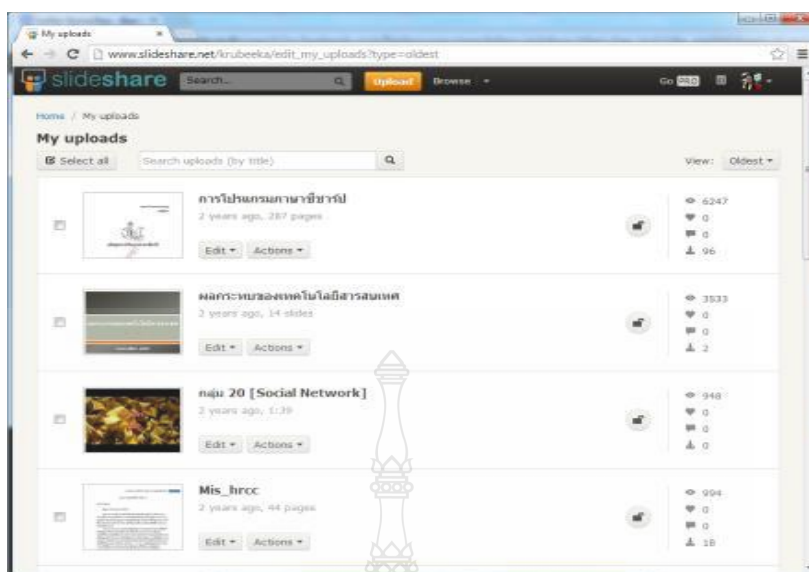 My uploads
www.slideshare.net/krubeeka/edit_my_uploads?type=oldest
slideshare Search... Upload Browse Go PRO
Home / My uploads
My uploads
Select all Search uploads (by title) View: Oldest
การโปรแกรมภาษาซีชาร์ป
2 years ago, 287 pages
Edit Actions
6247
0
0
96
ผลกระทบของเทคโนโลยีสารสนเทศ
2 years ago, 14 slides
Edit Actions
3533
0
0
2
กลุ่ม 20 [Social Network]
2 years ago, 1:39
Edit Actions
948
0
0
0
Mis_hrcc
2 years ago, 44 pages
Edit Actions
994
0
0
18